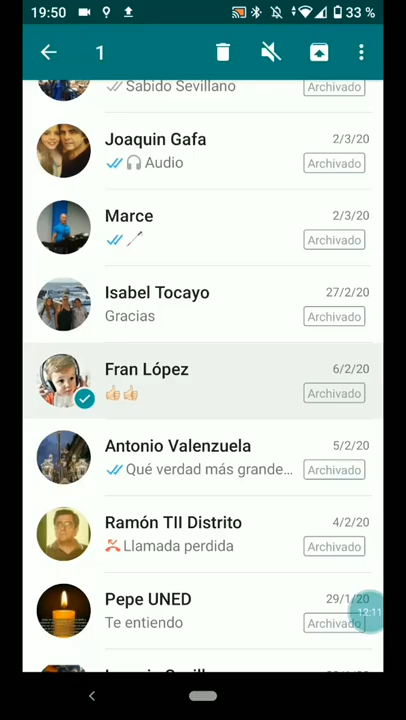 19:50
33 %
1
Sabido Sevillano
Archivado
Joaquin Gafa
2/3/20
Audio
Archivado
Marce
2/3/20
Archivado
Isabel Tocayo
27/2/20
Gracias
Archivado
Fran López
6/2/20
👍🏻👍🏻
Archivado
Antonio Valenzuela
5/2/20
Qué verdad más grande...
Archivado
Ramón TII Distrito
4/2/20
Llamada perdida
Archivado
Pepe UNED
29/1/20
12:11
Te entiendo
Archivado